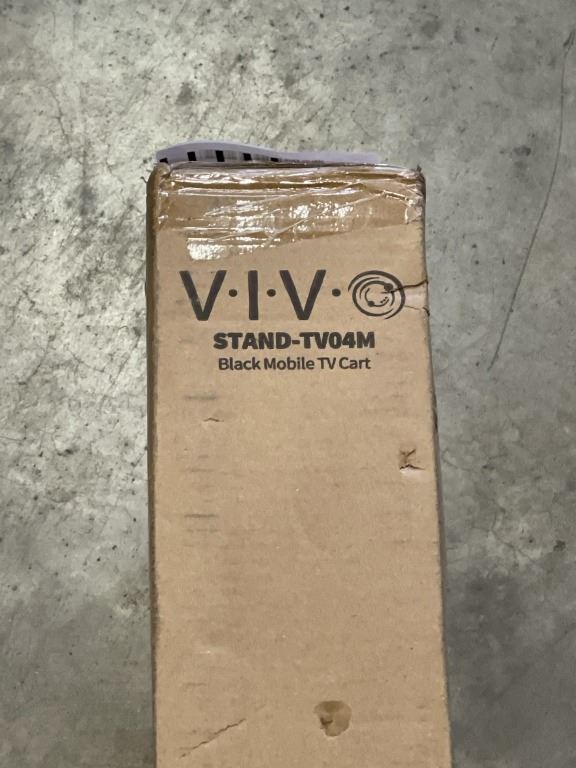 V·I·V·O
STAND-TV04M
Black Mobile TV Cart